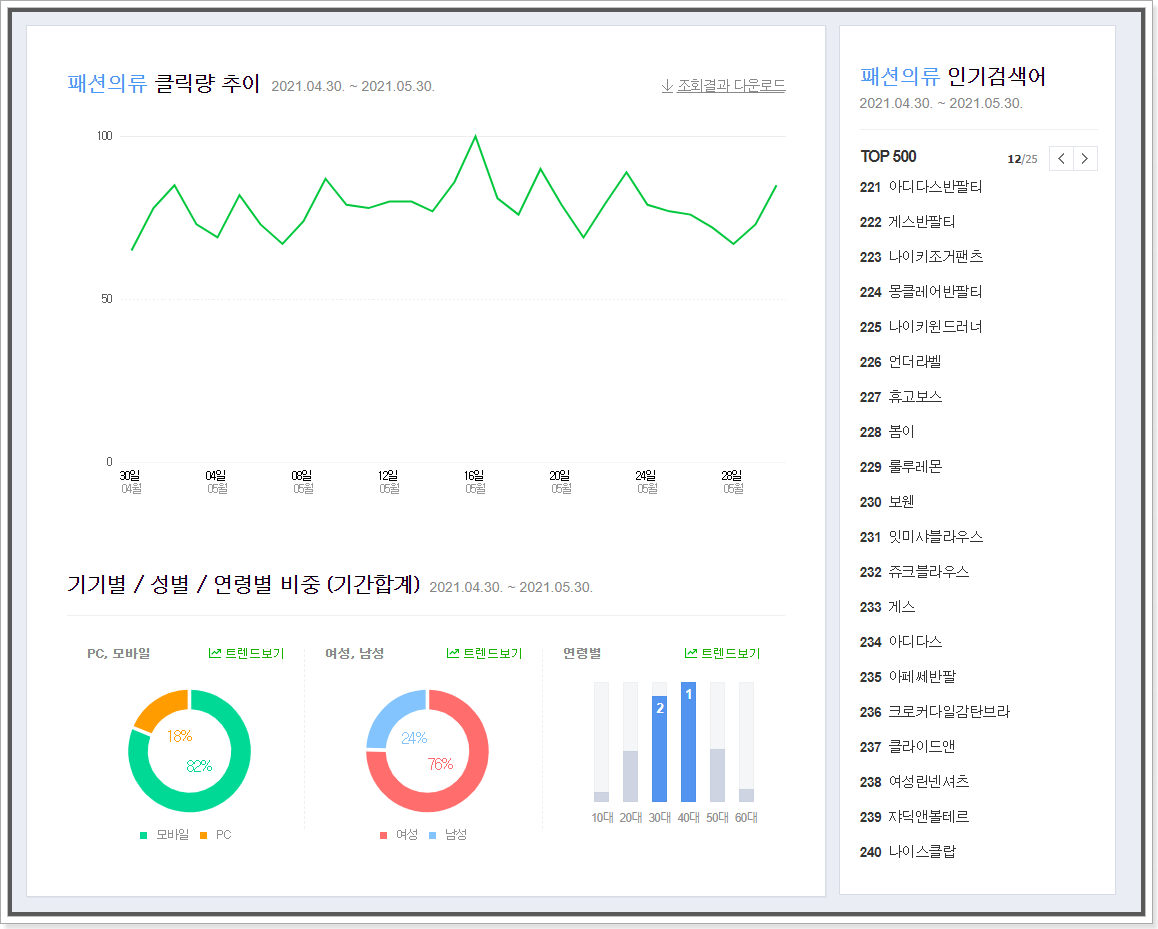 패션의류 클릭량 추이 2021.04.30. ~ 2021.05.30.
조회결과 다운로드
100
50
0
30일 04일 08일 12일 16일 20일 24일 28일
04월 05월 05월 05월 05월 05월 05월 05월
기기별 / 성별 / 연령별 비중 (기간합계) 2021.04.30. ~ 2021.05.30.
PC, 모바일 트렌드보기
18%
82%
모바일 PC
여성, 남성 트렌드보기
24%
76%
여성 남성
연령별 트렌드보기
2 1
10대 20대 30대 40대 50대 60대
패션의류 인기검색어
2021.04.30. ~ 2021.05.30.
TOP 500 12/25
221 아디다스반팔티
222 게스반팔티
223 나이키조거팬츠
224 몽클레어반팔티
225 나이키윈드러너
226 언더라벨
227 휴고보스
228 봄이
229 룰루레몬
230 보웬
231 잇미샤블라우스
232 쥬크블라우스
233 게스
234 아디다스
235 아페쎄반팔
236 크로커다일감탄브라
237 클라이드앤
238 여성린넨셔츠
239 쟈딕앤볼테르
240 나이스클랍